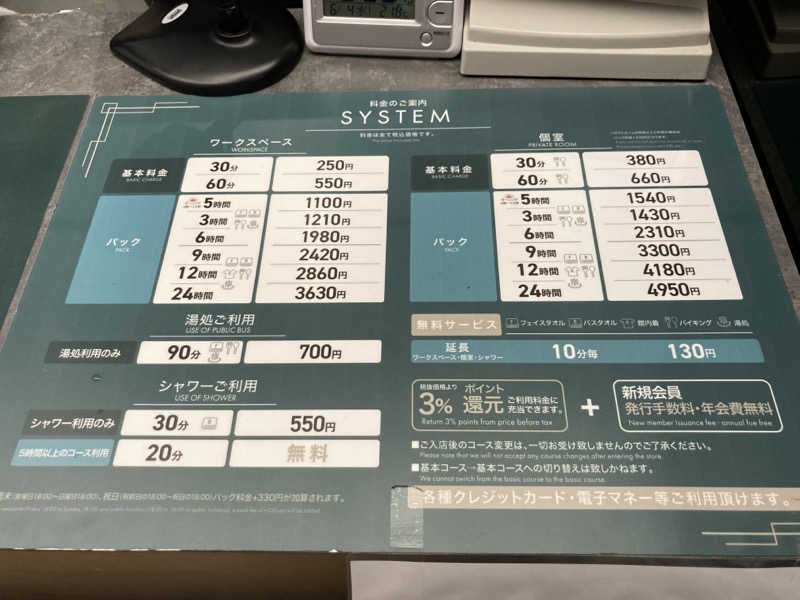 料金のご案内
SYSTEM
料金は全て税込価格です。
ワークスペース
WORKSPACE
基本料金
BASIC CHARGE
30分 250円
60分 550円
パック
PACK
5時間 1100円
3時間 1210円
6時間 1980円
9時間 2420円
12時間 2860円
24時間 3630円
湯処ご利用
USE OF PUBLIC BUS
湯処利用のみ 90分 700円
シャワーご利用
USE OF SHOWER
シャワー利用のみ 30分 550円
5時間以上のコース利用 20分 無料
個室
PRIVATE ROOM
基本料金
BASIC CHARGE
30分 380円
60分 660円
パック
PACK
5時間 1540円
3時間 1430円
6時間 2310円
9時間 3300円
12時間 4180円
24時間 4950円
無料サービス フェイスタオル バスタオル 館内着 バイキング 湯処
延長
ワークスペース・個室・シャワー
10分毎 130円
税抜価格より
3% ポイント還元
ご利用料金に
充当できます。
Return 3% points from price before tax
+
新規会員
発行手数料・年会費無料
New member issuance fee・annual fue free
■ご入店後のコース変更は、一切お受け致しませんのでご了承ください。
Please note that we will not accept any course changes after entering the store.
■基本コース→基本コースへの切り替えは致しかねます。
We cannot swirch from the basic course to the basic course.
各種クレジットカード・電子マネー等ご利用頂けます。
パック料金+330円が加算されます。